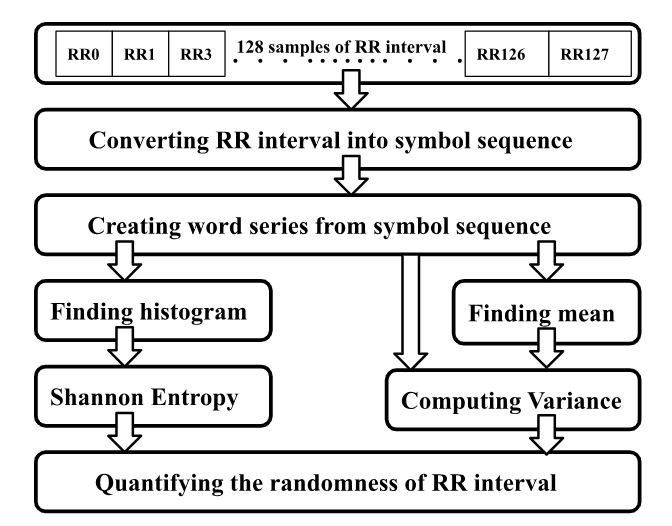 RR0 RR1 RR3 128 samples of RR interval RR126 RR127
Converting RR interval into symbol sequence
Creating word series from symbol sequence
Finding histogram Finding mean
Shannon Entropy Computing Variance
Quantifying the randomness of RR interval